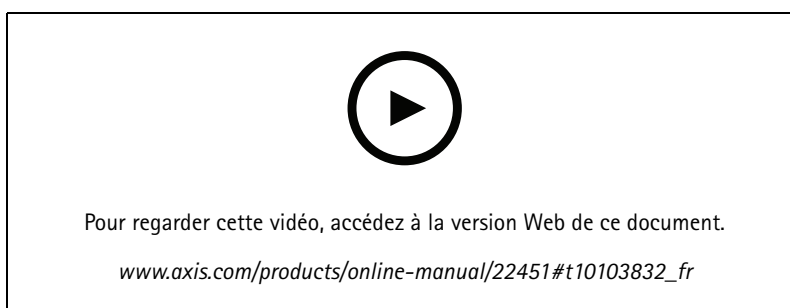 Pour regarder cette vidéo, accédez à la version Web de ce document.
www.axis.com/products/online-manual/22451#t10103832_fr